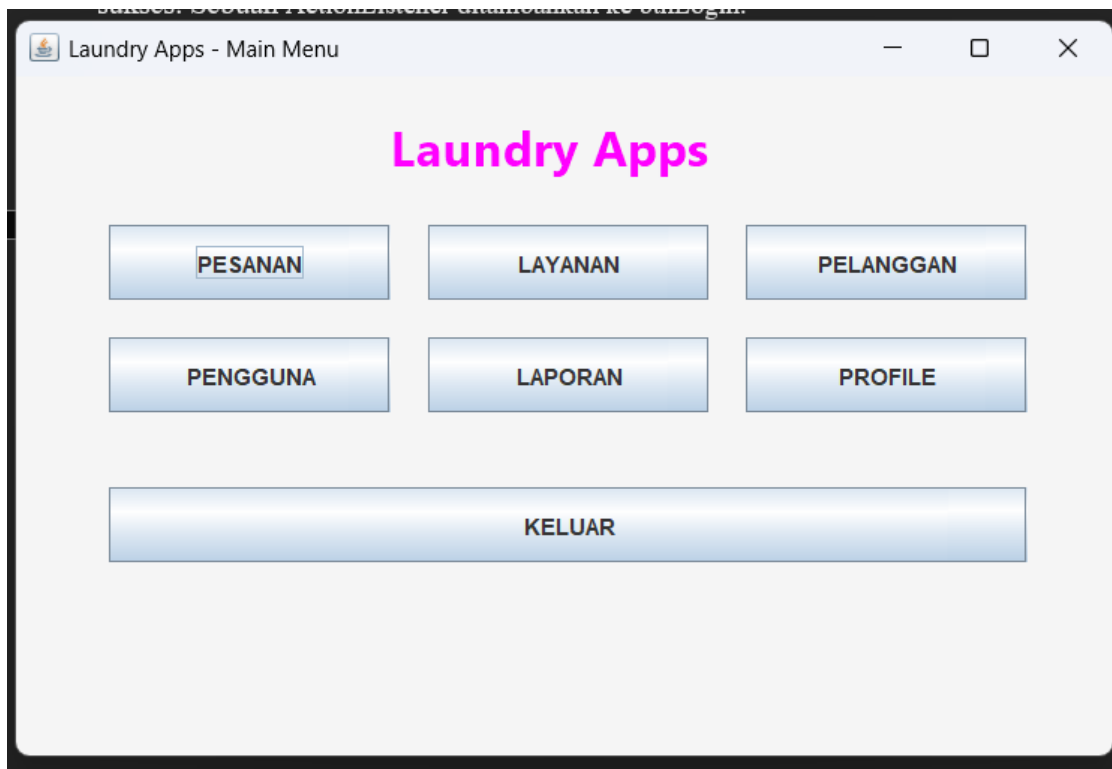 Laundry Apps - Main Menu
Laundry Apps
PESANAN LAYANAN PELANGGAN
PENGGUNA LAPORAN PROFILE
KELUAR